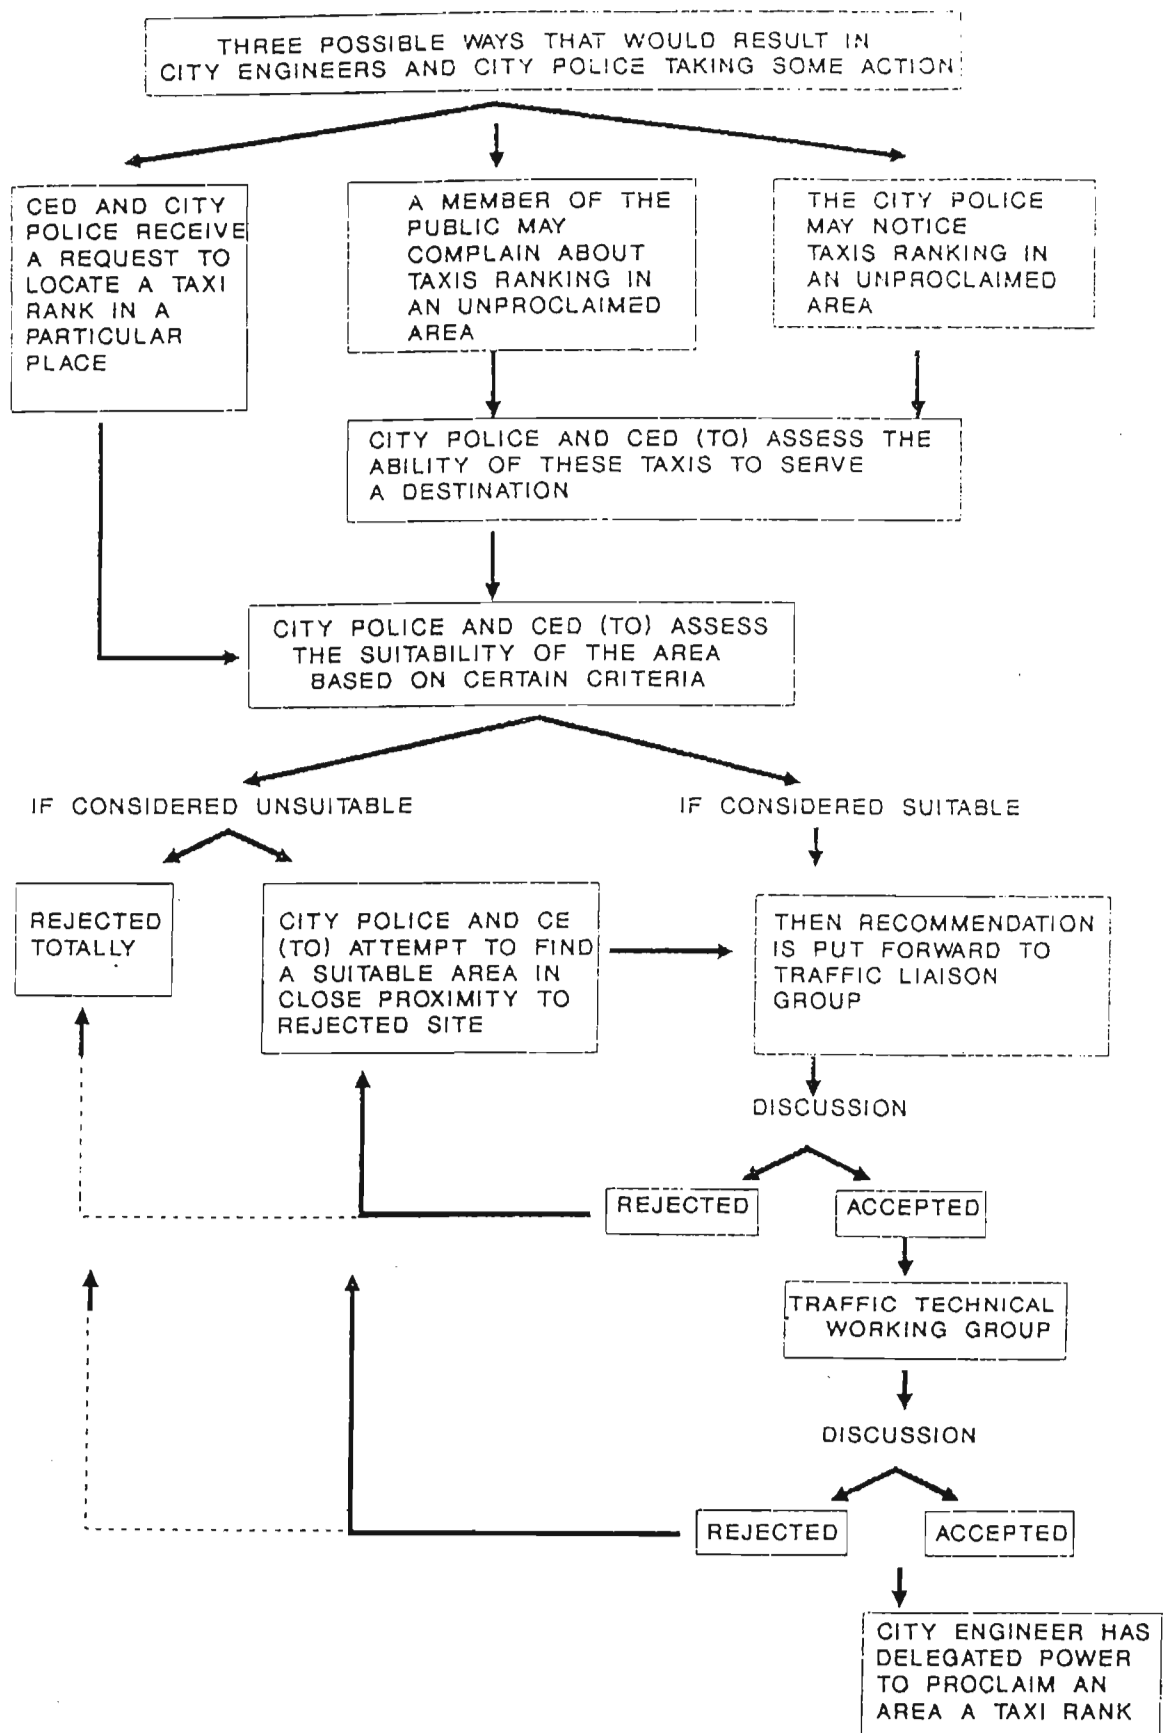 THREE POSSIBLE WAYS THAT WOULD RESULT IN
CITY ENGINEERS AND CITY POLICE TAKING SOME ACTION
CED AND CITY
POLICE RECEIVE
A REQUEST TO
LOCATE A TAXI
RANK IN A
PARTICULAR
PLACE
A MEMBER OF THE
PUBLIC MAY
COMPLAIN ABOUT
TAXIS RANKING IN
AN UNPROCLAIMED
AREA
THE CITY POLICE
MAY NOTICE
TAXIS RANKING IN
AN UNPROCLAIMED
AREA
CITY POLICE AND CED (TO) ASSESS THE
ABILITY OF THESE TAXIS TO SERVE
A DESTINATION
CITY POLICE AND CED (TO) ASSESS
THE SUITABILITY OF THE AREA
BASED ON CERTAIN CRITERIA
IF CONSIDERED UNSUITABLE
IF CONSIDERED SUITABLE
REJECTED
TOTALLY
CITY POLICE AND CE
(TO) ATTEMPT TO FIND
A SUITABLE AREA IN
CLOSE PROXIMITY TO
REJECTED SITE
THEN RECOMMENDATION
IS PUT FORWARD TO
TRAFFIC LIAISON
GROUP
DISCUSSION
REJECTED
ACCEPTED
TRAFFIC TECHNICAL
WORKING GROUP
DISCUSSION
REJECTED
ACCEPTED
CITY ENGINEER HAS
DELEGATED POWER
TO PROCLAIM AN
AREA A TAXI RANK